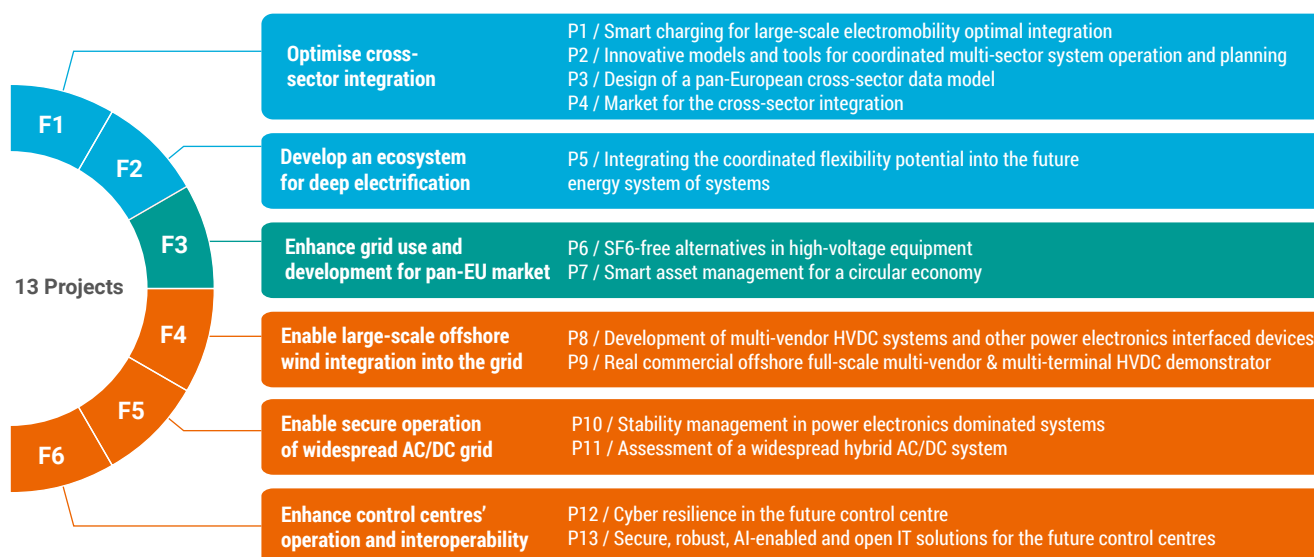 13 Projects
F1
Optimise cross-
sector integration
P1 / Smart charging for large-scale electromobility optimal integration
P2 / Innovative models and tools for coordinated multi-sector system operation and planning
P3 / Design of a pan-European cross-sector data model
P4 / Market for the cross-sector integration
F2
Develop an ecosystem
for deep electrification
P5 / Integrating the coordinated flexibility potential into the future
energy system of systems
F3
Enhance grid use and
development for pan-EU market
P6 / SF6-free alternatives in high-voltage equipment
P7 / Smart asset management for a circular economy
F4
Enable large-scale offshore
wind integration into the grid
P8 / Development of multi-vendor HVDC systems and other power electronics interfaced devices
P9 / Real commercial offshore full-scale multi-vendor & multi-terminal HVDC demonstrator
F5
Enable secure operation
of widespread AC/DC grid
P10 / Stability management in power electronics dominated systems
P11 / Assessment of a widespread hybrid AC/DC system
F6
Enhance control centres'
operation and interoperability
P12 / Cyber resilience in the future control centre
P13 / Secure, robust, AI-enabled and open IT solutions for the future control centres